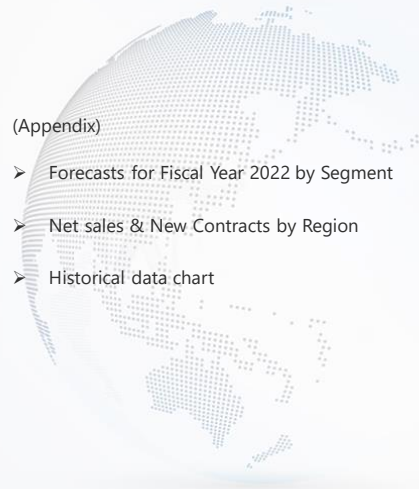 (Appendix)
➢ Forecasts for Fiscal Year 2022 by Segment
➢ Net sales & New Contracts by Region
➢ Historical data chart